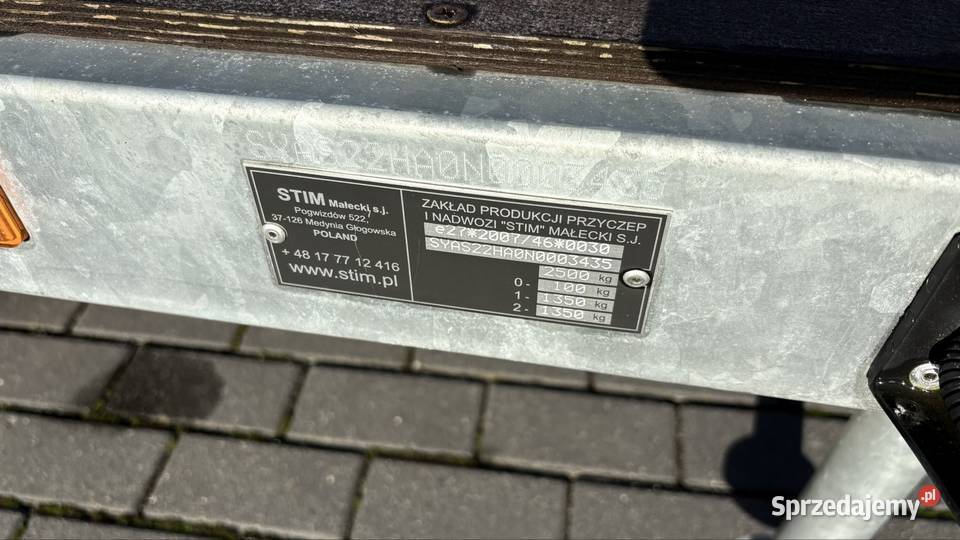 STIM Małecki s.j.
Pogwizdów 522,
37-126 Medynia Głogowska
POLAND
+ 48 17 77 12 416
www.stim.pl
ZAKŁAD PRODUKCJI PRZYCZEP
I NADWOZI "STIM" MAŁECKI S.J.
e27*2007/46*0030
SYAS22HA0N0003435
2500 kg
0- 100 kg
1- 1350 kg
2- 1350 kg
Sprzedajemy.pl